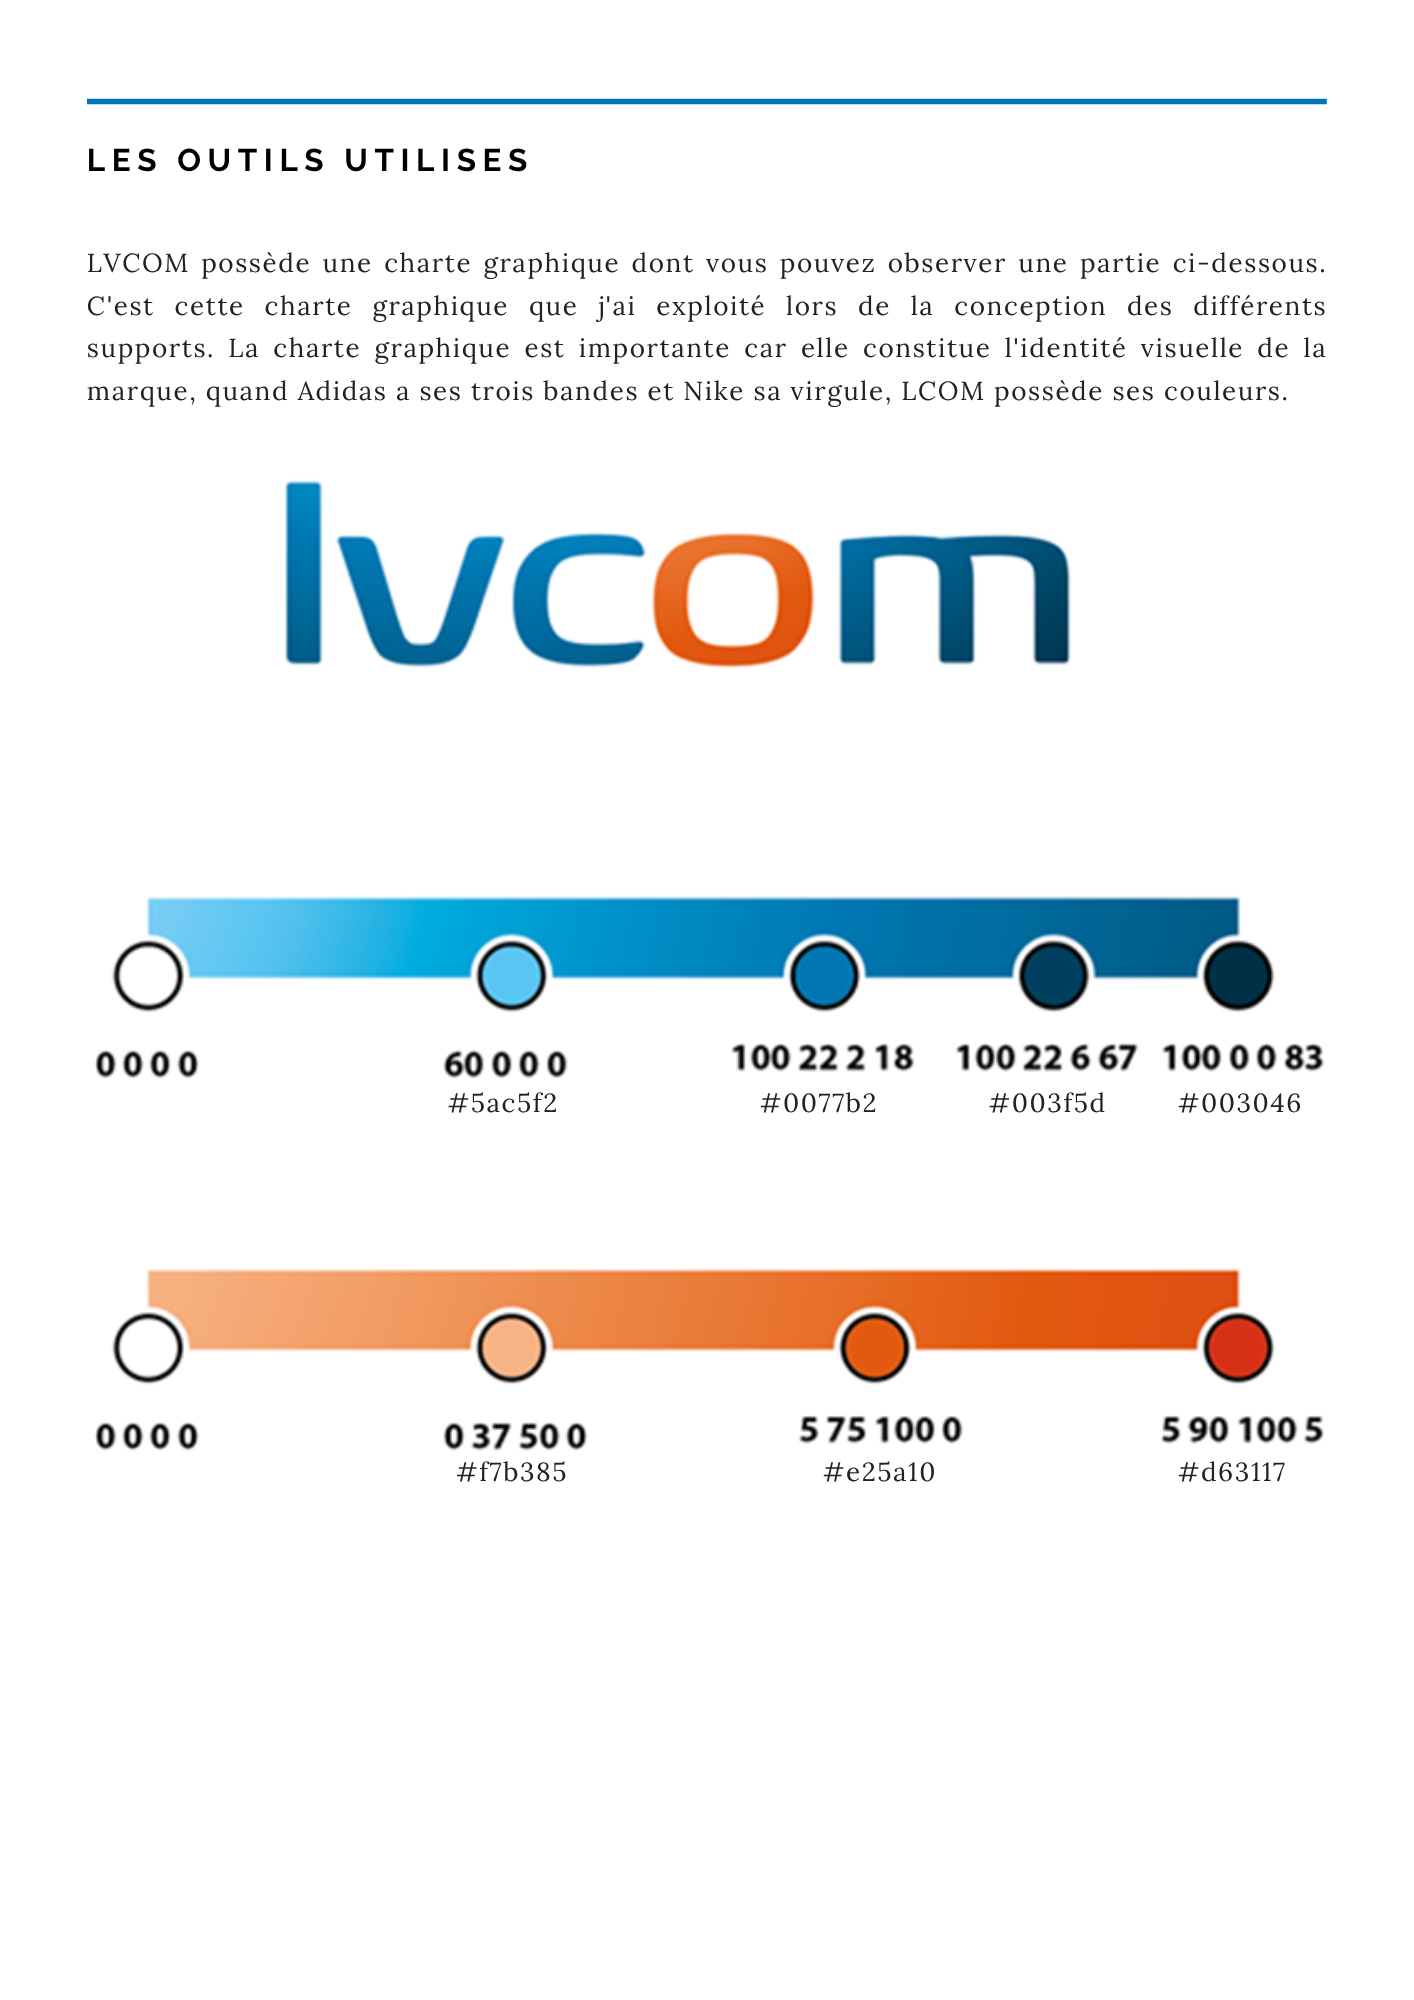 LES OUTILS UTILISES
LVCOM possède une charte graphique dont vous pouvez observer une partie ci-dessous.
C'est cette charte graphique que j'ai exploité lors de la conception des différents
supports. La charte graphique est importante car elle constitue l'identité visuelle de la
marque, quand Adidas a ses trois bandes et Nike sa virgule, LCOM possède ses couleurs.
lvcom
0 0 0 0 60 0 0 0 100 22 2 18 100 22 6 67 100 0 0 83
#5ac5f2 #0077b2 #003f5d #003046
0 0 0 0 0 37 50 0 5 75 100 0 5 90 100 5
#f7b385 #e25a10 #d63117